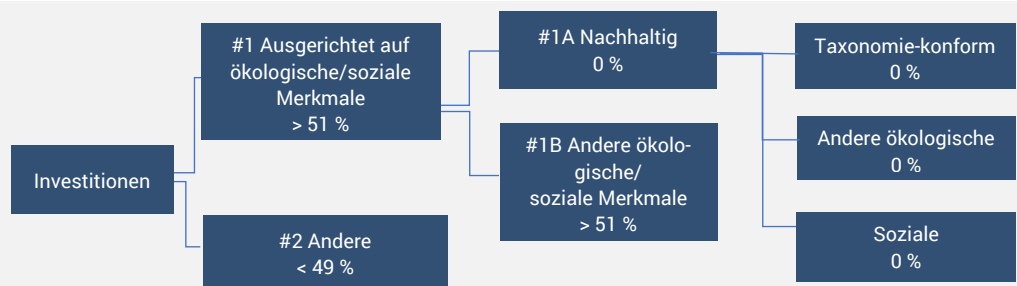 Investitionen
#1 Ausgerichtet auf
ökologische/soziale
Merkmale
> 51 %
#2 Andere
< 49 %
#1A Nachhaltig
0 %
#1B Andere ökolo-
gische/
soziale Merkmale
> 51 %
Taxonomie-konform
0 %
Andere ökologische
0 %
Soziale
0 %